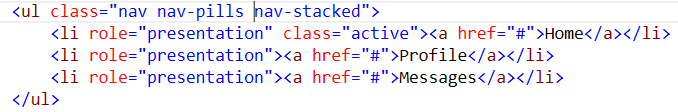 <ul class="nav nav-pills nav-stacked">
    <li role="presentation" class="active"><a href="#">Home</a></li>
    <li role="presentation"><a href="#">Profile</a></li>
    <li role="presentation"><a href="#">Messages</a></li>
</ul>